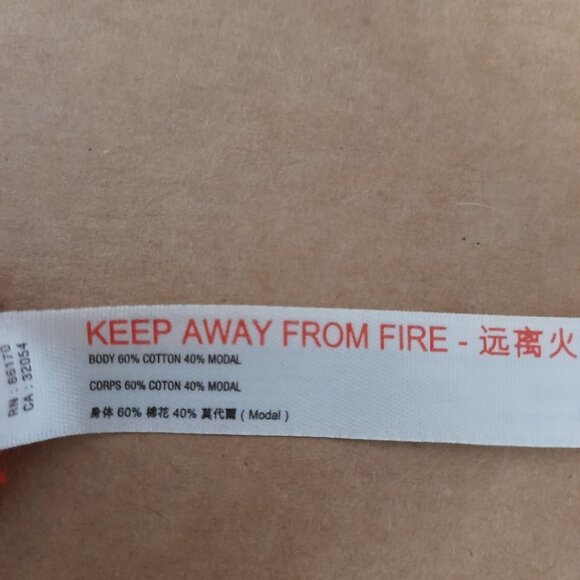 KEEP AWAY FROM FIRE - 远离火
BODY 60% COTTON 40% MODAL
CORPS 60% COTON 40% MODAL
身体 60% 棉花 40% 莫代爾 ( Modal )
RN : 66170
CA : 32054